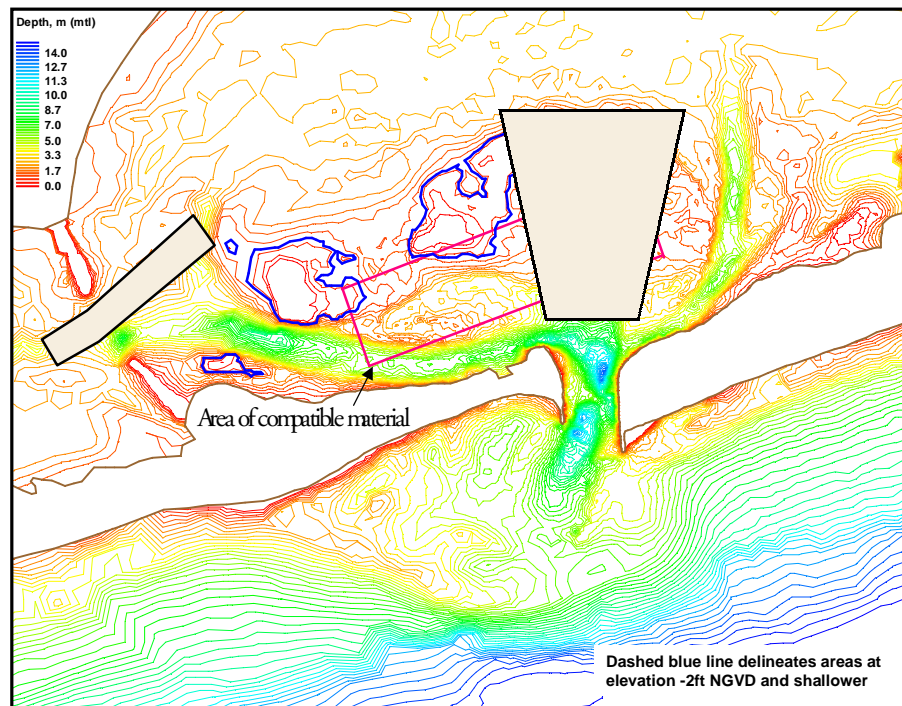 Depth, m (mtl)
14.0
12.7
11.3
10.0
8.7
7.0
5.0
3.3
1.7
0.0
Area of compatible material
Dashed blue line delineates areas at
elevation -2ft NGVD and shallower